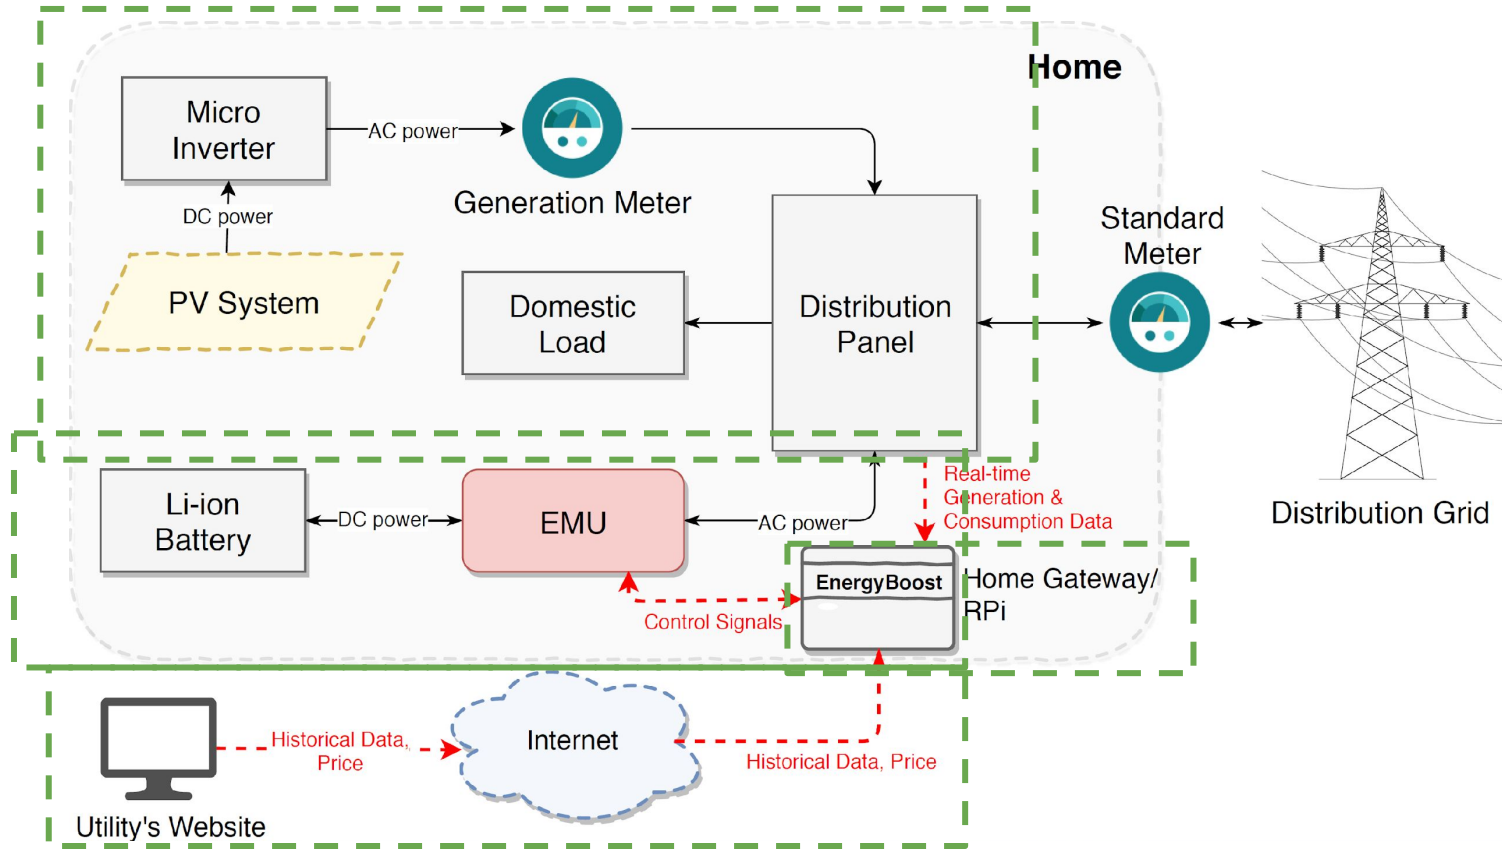 Home
Micro
Inverter
AC power
Generation Meter
DC power
PV System
Domestic
Load
Distribution
Panel
Standard
Meter
Distribution Grid
Li-ion
Battery
DC power
EMU
AC power
Real-time
Generation &
Consumption Data
EnergyBoost
Home Gateway/
RPi
Control Signals
Utility's Website
Historical Data,
Price
Internet
Historical Data, Price